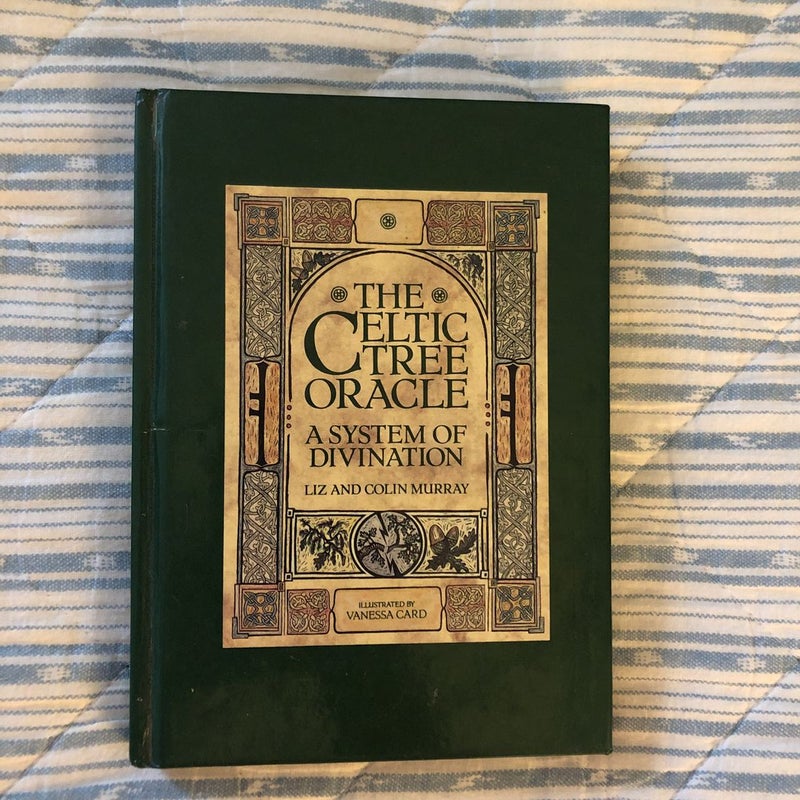 THE
CELTIC
TREE
ORACLE
A SYSTEM OF
DIVINATION
LIZ AND COLIN MURRAY
ILLUSTRATED BY
VANESSA CARD